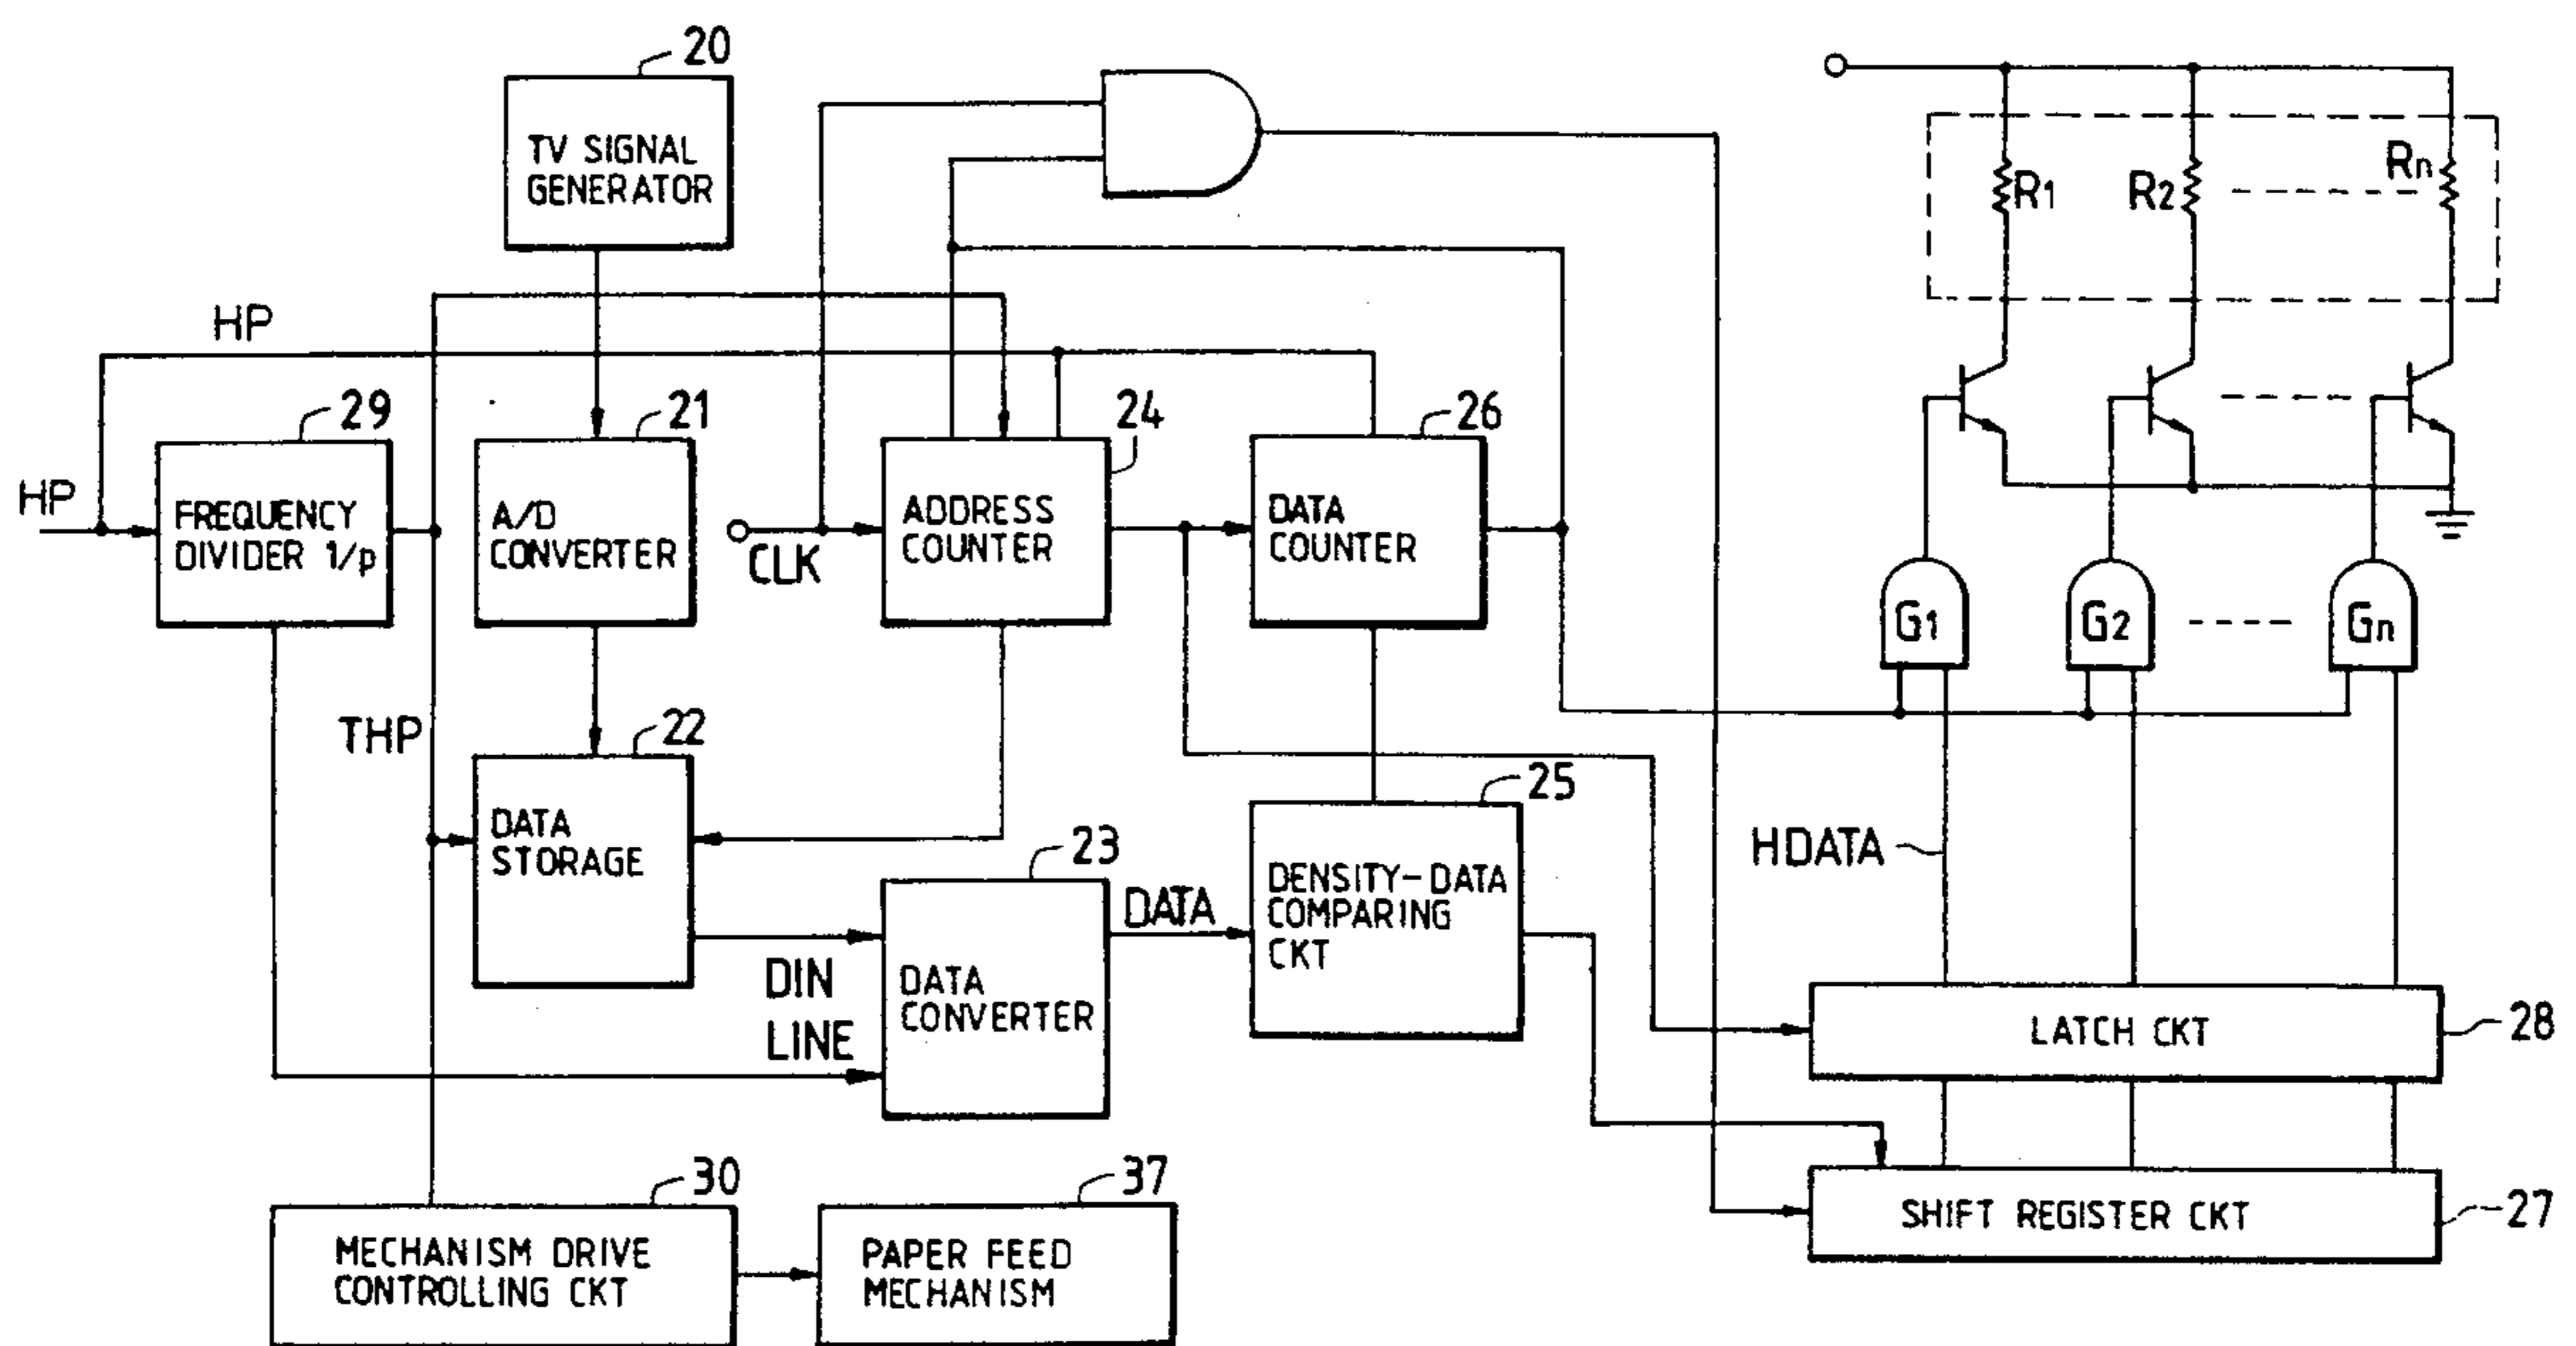 20
TV SIGNAL
GENERATOR
R1
R2
Rn
HP
29
21
24
26
HP
FREQUENCY
DIVIDER 1/p
A/D
CONVERTER
CLK
ADDRESS
COUNTER
DATA
COUNTER
G1
G2
Gn
THP
22
DATA
STORAGE
25
23
DENSITY-DATA
COMPARING
CKT
HDATA
DIN
LINE
DATA
CONVERTER
DATA
LATCH CKT
28
30
37
MECHANISM DRIVE
CONTROLLING CKT
PAPER FEED
MECHANISM
SHIFT REGISTER CKT
27